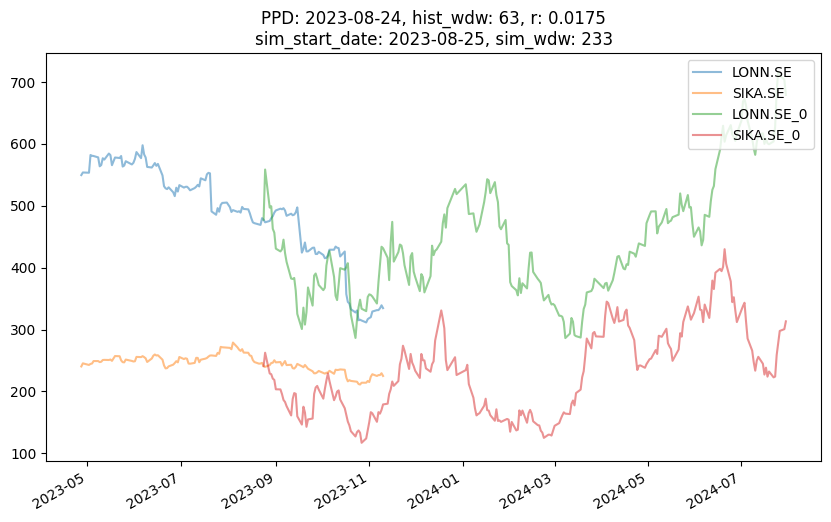 PPD: 2023-08-24, hist_wdw: 63, r: 0.0175
sim_start_date: 2023-08-25, sim_wdw: 233
LONN.SE
SIKA.SE
LONN.SE_0
SIKA.SE_0
700
600
500
400
300
200
100
2023-05
2023-07
2023-09
2023-11
2024-01
2024-03
2024-05
2024-07